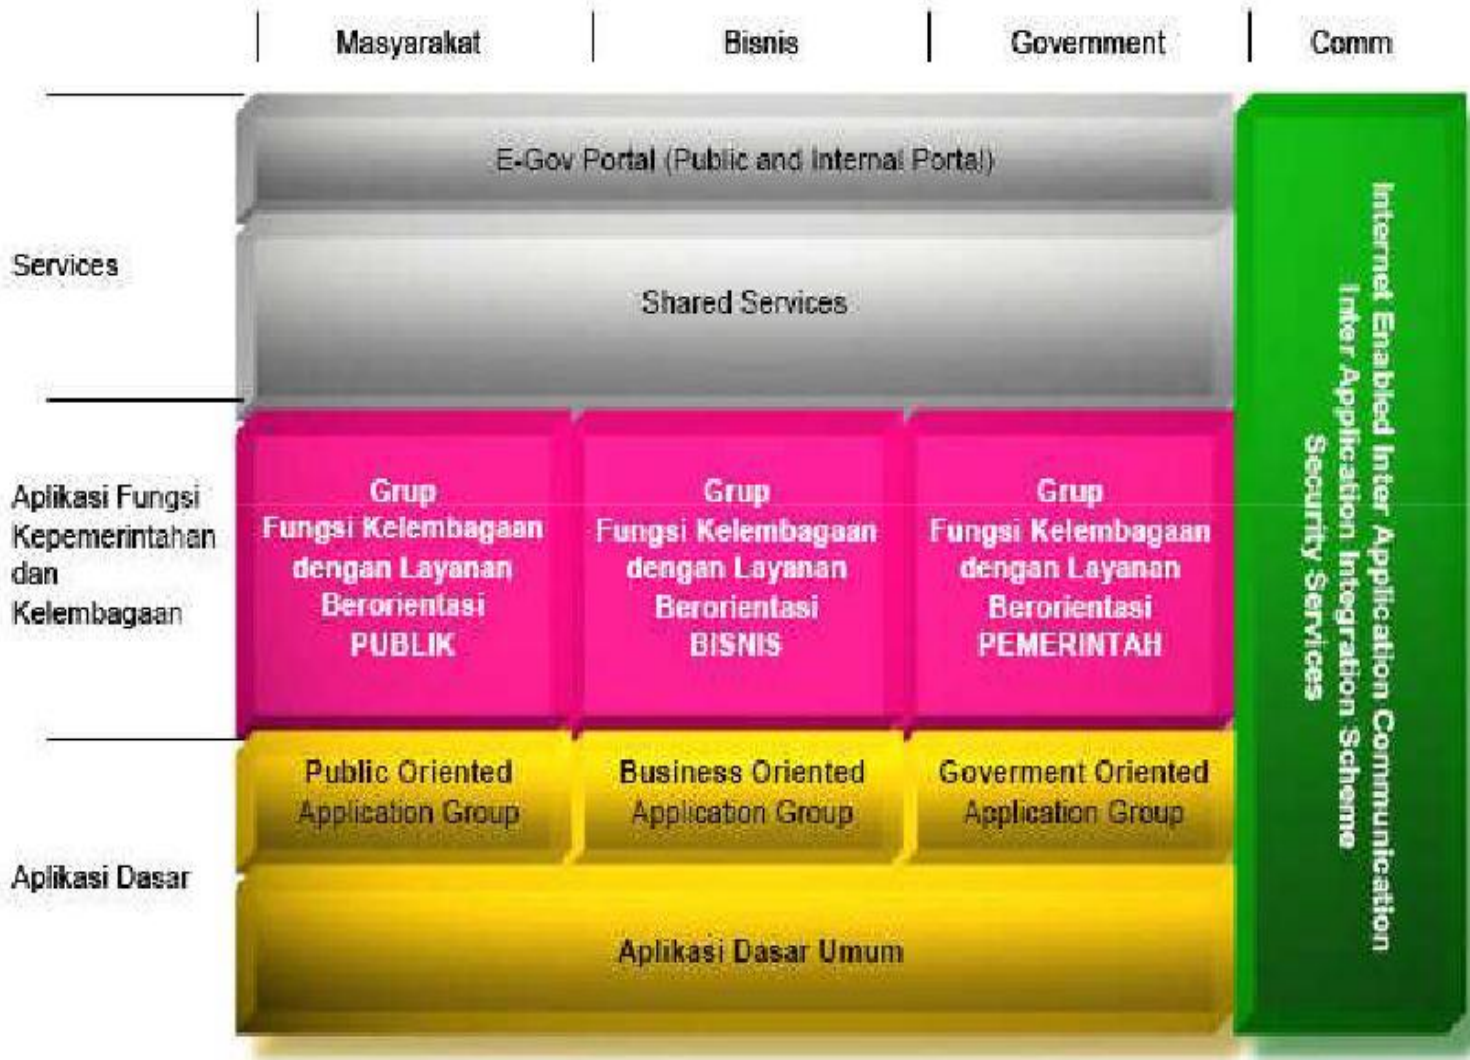 Masyarakat
Bisnis
Government
Comm
Services
E-Gov Portal (Public and Internal Portal)
Shared Services
Aplikasi Fungsi
Kepemerintahan
dan
Kelembagaan
Grup
Fungsi Kelembagaan
dengan Layanan
Berorientasi
PUBLIK
Grup
Fungsi Kelembagaan
dengan Layanan
Berorientasi
BISNIS
Grup
Fungsi Kelembagaan
dengan Layanan
Berorientasi
PEMERINTAH
Aplikasi Dasar
Public Oriented
Application Group
Business Oriented
Application Group
Goverment Oriented
Application Group
Aplikasi Dasar Umum
Internet Enabled Inter Application Communication
Inter Application Integration Scheme
Security Services